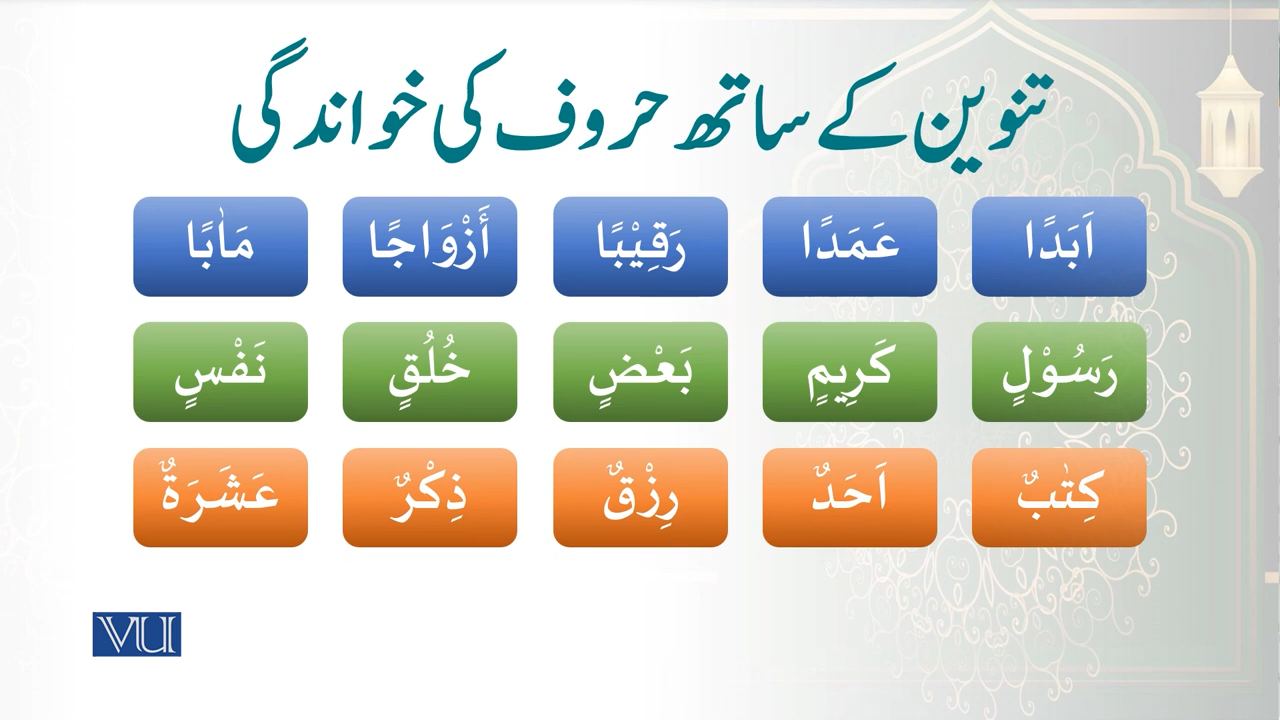 تنوین کے ساتھ حروف کی خواندگی
اَبَدًا عَمَدًا رَقِيْبًا أَزْوَاجًا مَاٰبًا
رَسُوْلٍ كَرِيمٍ بَعْضٍ خُلُقٍ نَفْسٍ
كِتٰبٌ اَحَدٌ رِزْقٌ ذِكْرٌ عَشَرَةٌ
VU